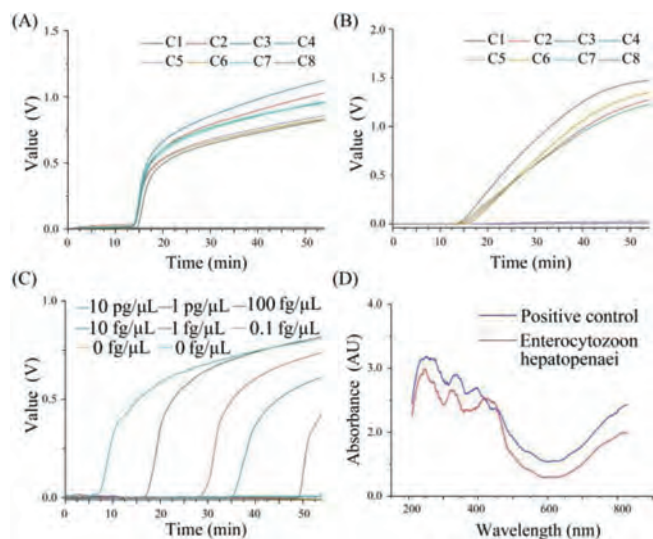 (A)
C1 C2 C3 C4
C5 C6 C7 C8
1.5
1.0
0.5
0.0
Value (V)
0 10 20 30 40 50
Time (min)
(B)
C1 C2 C3 C4
C5 C6 C7 C8
2.0
1.5
1.0
0.5
0.0
Value (V)
0 10 20 30 40 50
Time (min)
(C)
10 pg/μL 1 pg/μL 100 fg/μL
10 fg/μL 1 fg/μL 0.1 fg/μL
0 fg/μL 0 fg/μL
1.0
0.5
0.0
Value (V)
0 10 20 30 40 50
Time (min)
(D)
Positive control
Enterocytozoon
hepatopenaei
4.0
3.0
2.0
0.0
Absorbance (AU)
200 300 400 600 800
Wavelength (nm)